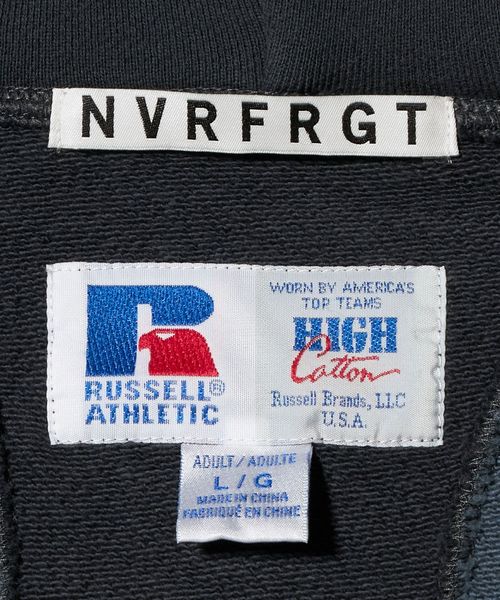 NVRFRGT
RUSSELL®
ATHLETIC
WORN BY AMERICA'S
TOP TEAMS
HIGH
Cotton
Russell Brands, LLC
U.S.A.
ADULT/ADULTE
L/G
MADE IN CHINA
FABRIQUÉ EN CHINE